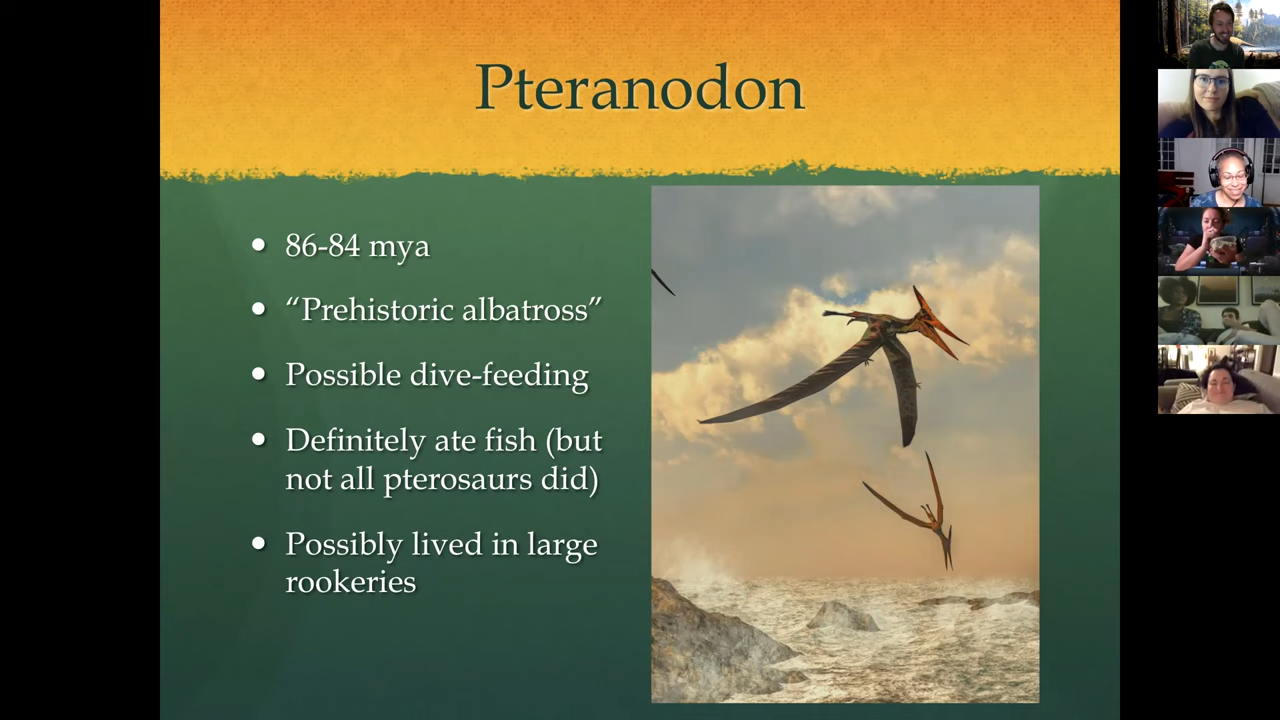 Pteranodon
• 86-84 mya
• “Prehistoric albatross”
• Possible dive-feeding
• Definitely ate fish (but
not all pterosaurs did)
• Possibly lived in large
rookeries